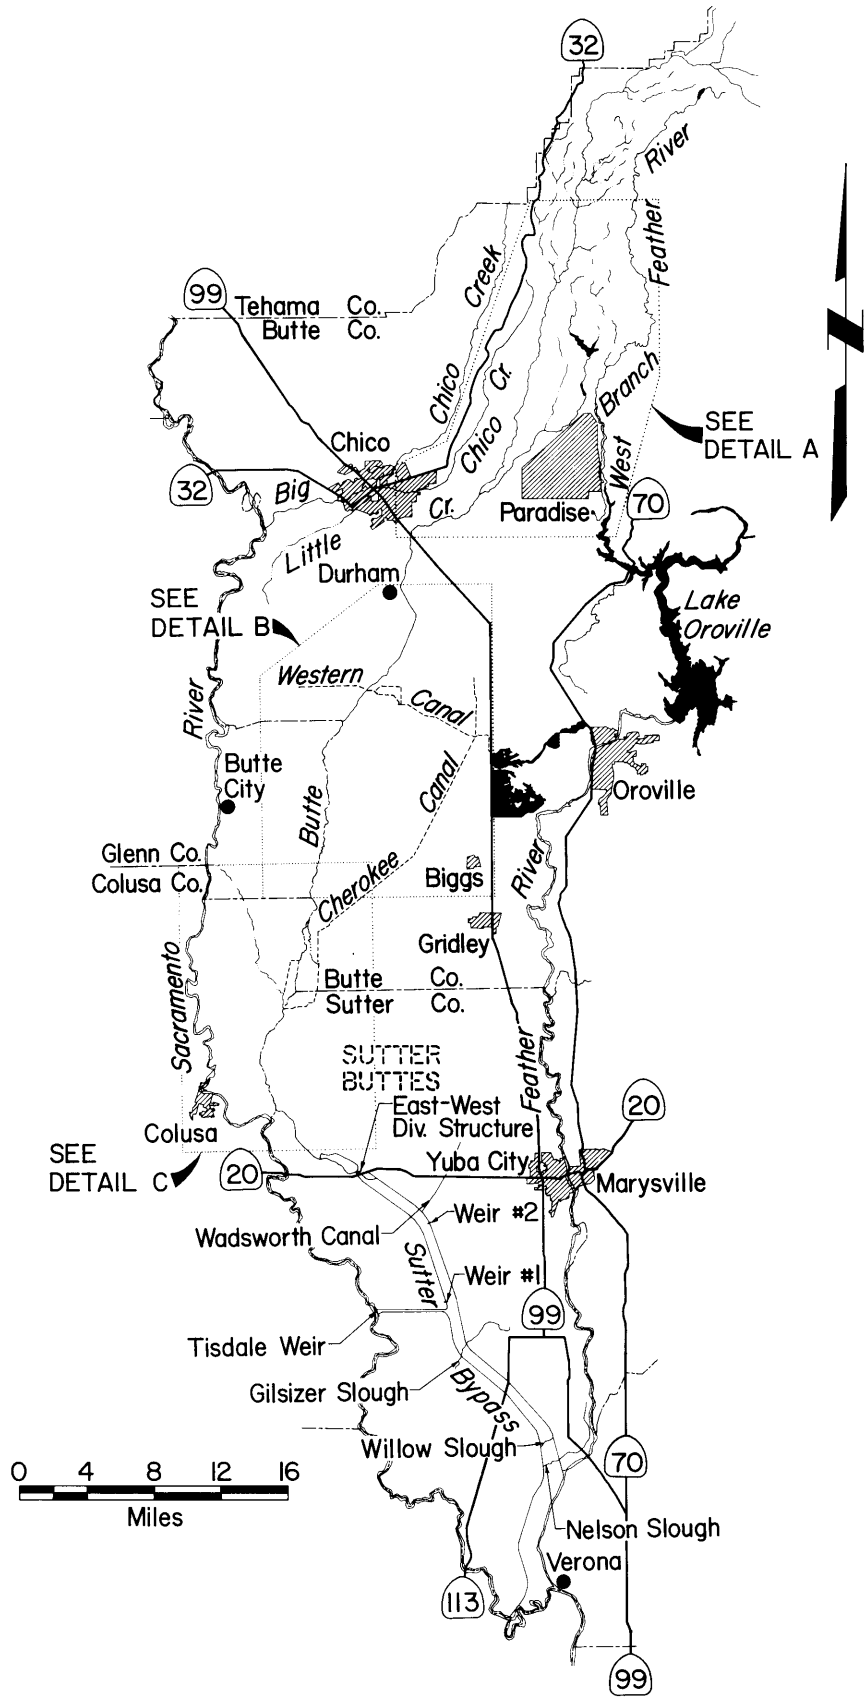 32
River
Feather
Creek
99
Tehama Co.
Butte Co.
Chico
Cr.
Branch
SEE
DETAIL A
Chico
Chico
West
32
Big
Cr.
Paradise
70
Little
Durham
SEE
DETAIL B
Lake
Oroville
Western
Canal
River
Butte
City
Canal
Oroville
Butte
Glenn Co.
Colusa Co.
Cherokee
Biggs
River
Gridley
Sacramento
Butte Co.
Sutter Co.
SUTTER
BUTTES
Feather
East-West
Div. Structure
20
Colusa
SEE
DETAIL C
20
Yuba City
Marysville
Wadsworth Canal
Weir #2
Sutter
Weir #1
99
Tisdale Weir
Gilsizer Slough
Bypass
Willow Slough
70
0 4 8 12 16
Miles
Nelson Slough
Verona
113
99
N